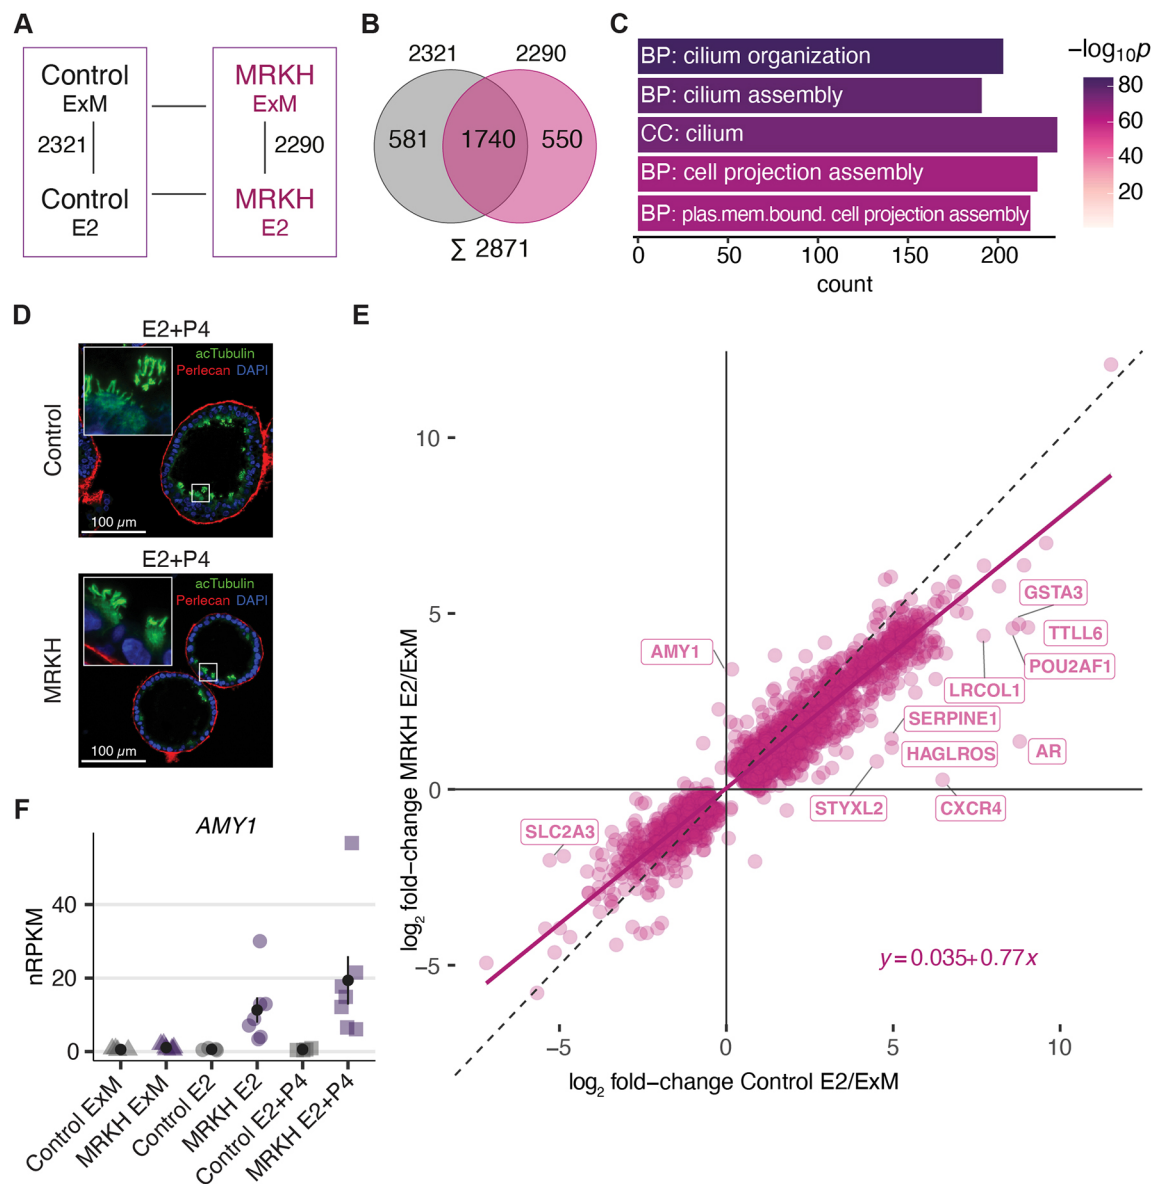 A
Control
ExM
2321
Control
E2
MRKH
ExM
2290
MRKH
E2
B
2321
2290
581
1740
550
∑ 2871
C
BP: cilium organization
BP: cilium assembly
CC: cilium
BP: cell projection assembly
BP: plas.mem.bound. cell projection assembly
0
50
100
150
200
count
−log10p
80
60
40
20
D
E2+P4
acTubulin
Perlecan DAPI
Control
100 µm
E2+P4
acTubulin
Perlecan DAPI
MRKH
100 µm
E
log2 fold−change MRKH E2/ExM
10
5
0
−5
AMY1
GSTA3
TTLL6
POU2AF1
LRCOL1
SERPINE1
HAGLROS
AR
STYXL2
CXCR4
SLC2A3
y=0.035+0.77x
−5
0
5
10
log2 fold−change Control E2/ExM
F
AMY1
nRPKM
40
20
0
Control ExM
MRKH ExM
Control E2
MRKH E2
Control E2+P4
MRKH E2+P4